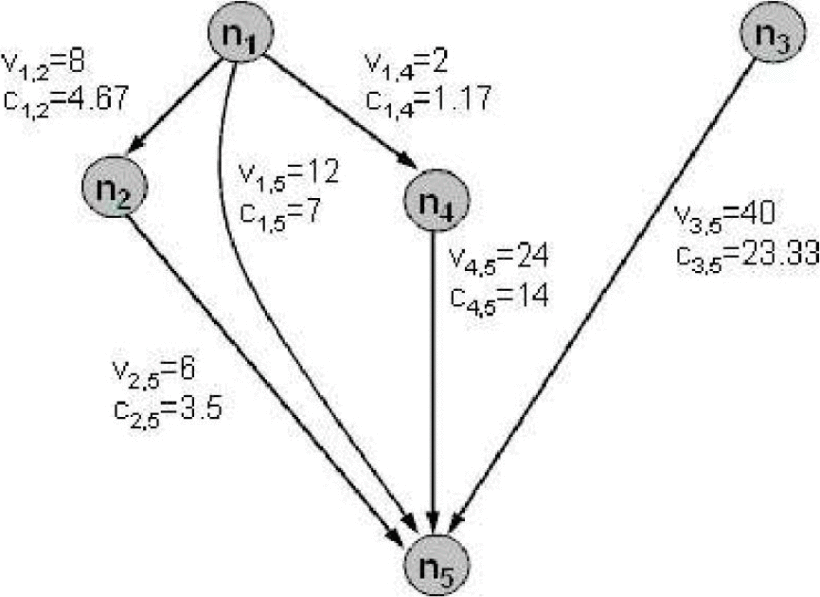 n1
n3
v1,2=8
c1,2=4.67
v1,4=2
c1,4=1.17
v1,5=12
c1,5=7
n2
n4
v3,5=40
c3,5=23.33
v4,5=24
c4,5=14
v2,5=6
c2,5=3.5
n5